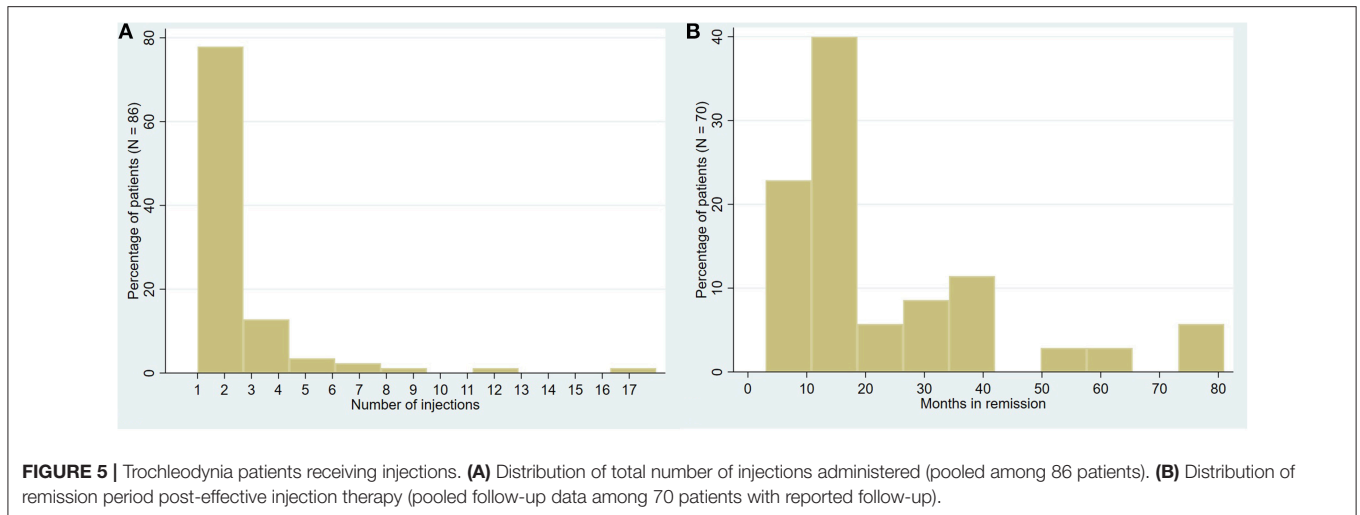 A
Percentage of patients (N = 86)
80
60
40
20
0
1 2 3 4 5 6 7 8 9 10 11 12 13 14 15 16 17
Number of injections
B
Percentage of patients (N = 70)
40
30
20
10
0
0 10 20 30 40 50 60 70 80
Months in remission
FIGURE 5 | Trochleodynia patients receiving injections. (A) Distribution of total number of injections administered (pooled among 86 patients). (B) Distribution of
remission period post-effective injection therapy (pooled follow-up data among 70 patients with reported follow-up).